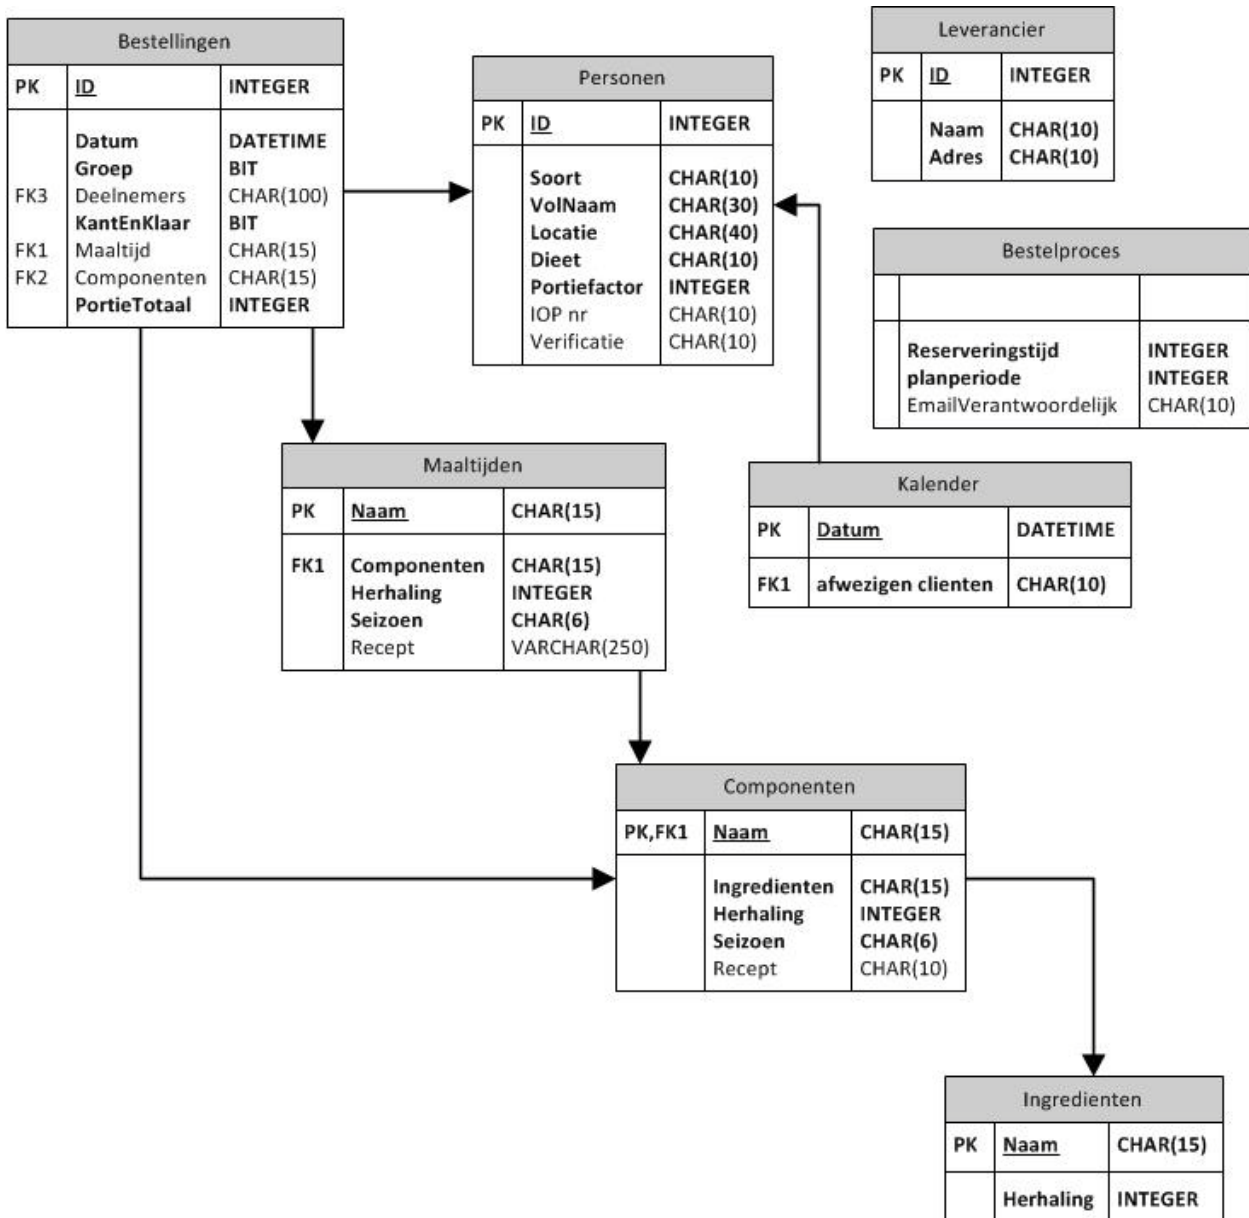 Bestellingen
PK ID INTEGER
Datum DATETIME
Groep BIT
FK3 Deelnemers CHAR(100)
KantEnKlaar BIT
FK1 Maaltijd CHAR(15)
FK2 Componenten CHAR(15)
PortieTotaal INTEGER
Personen
PK ID INTEGER
Soort CHAR(10)
VolNaam CHAR(30)
Locatie CHAR(40)
Dieet CHAR(10)
Portiefactor INTEGER
IOP nr CHAR(10)
Verificatie CHAR(10)
Leverancier
PK ID INTEGER
Naam CHAR(10)
Adres CHAR(10)
Bestelproces
Reserveringstijd INTEGER
planperiode INTEGER
EmailVerantwoordelijk CHAR(10)
Maaltijden
PK Naam CHAR(15)
FK1 Componenten CHAR(15)
Herhaling INTEGER
Seizoen CHAR(6)
Recept VARCHAR(250)
Kalender
PK Datum DATETIME
FK1 afwezigen clienten CHAR(10)
Componenten
PK,FK1 Naam CHAR(15)
Ingredienten CHAR(15)
Herhaling INTEGER
Seizoen CHAR(6)
Recept CHAR(10)
Ingredienten
PK Naam CHAR(15)
Herhaling INTEGER